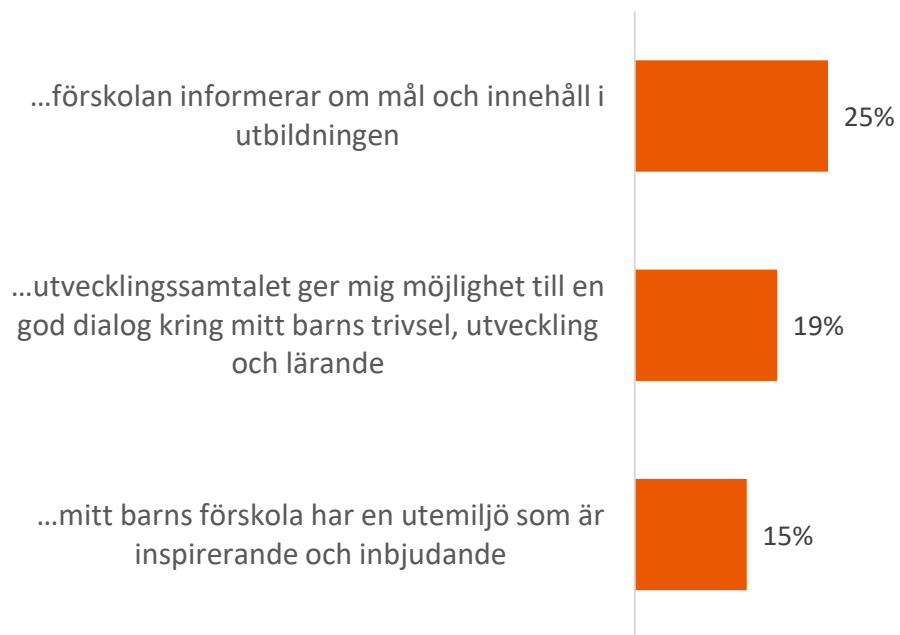 ...förskolan informerar om mål och innehåll i
utbildningen
25%
...utvecklingssamtalet ger mig möjlighet till en
god dialog kring mitt barns trivsel, utveckling
och lärande
19%
...mitt barns förskola har en utemiljö som är
inspirerande och inbjudande
15%